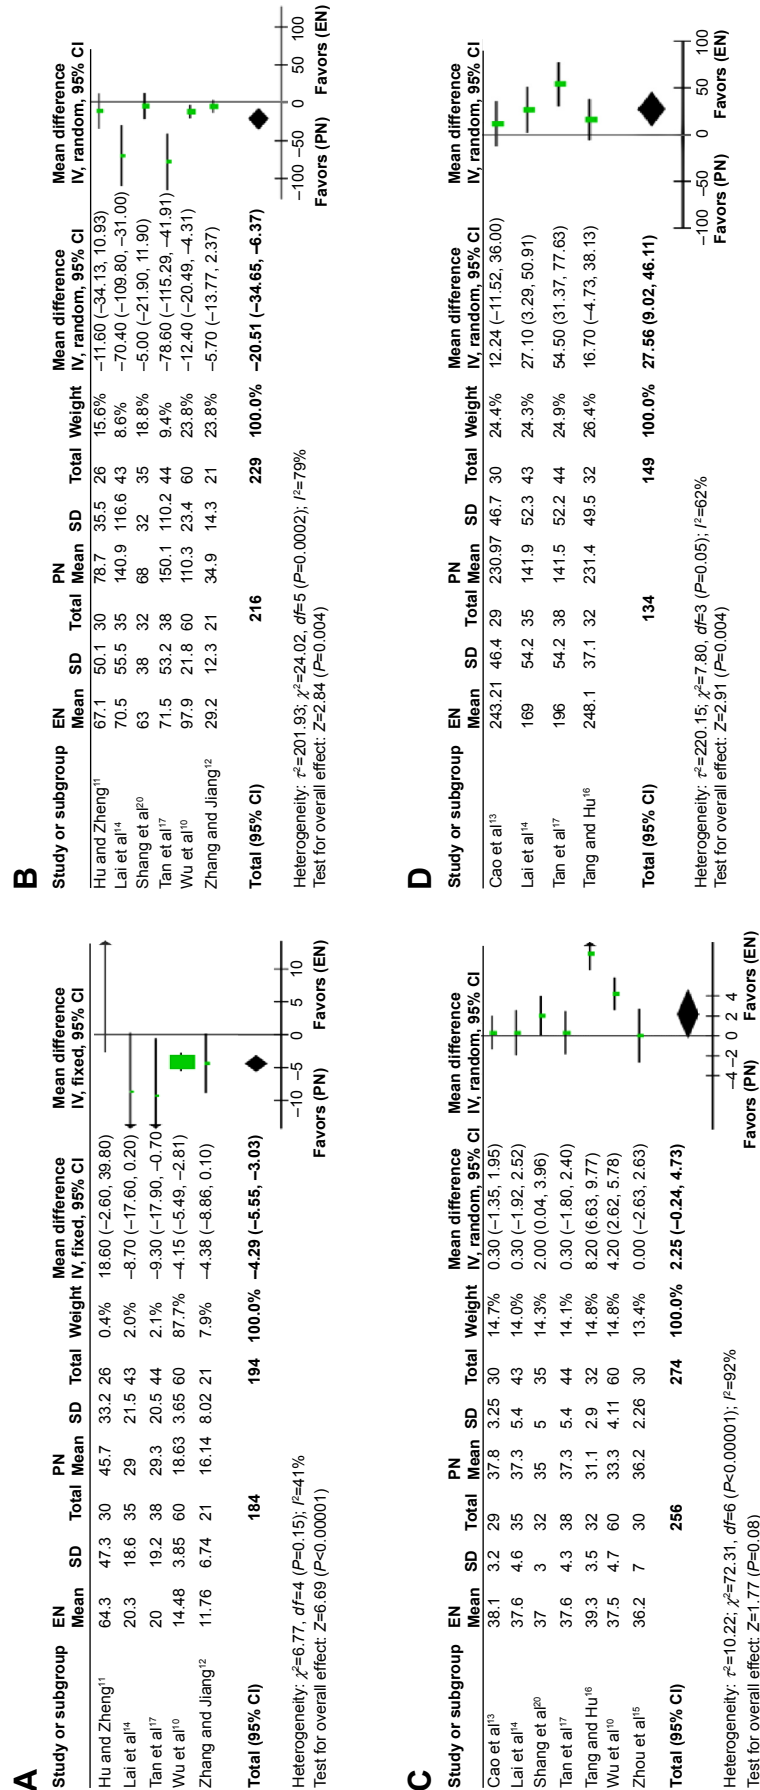 A
Study or subgroup EN PN Mean difference Mean difference
Mean SD Total Mean SD Total Weight IV, fixed, 95% CI IV, fixed, 95% CI
Hu and Zheng11 64.3 47.3 30 45.7 33.2 26 0.4% 18.60 (−2.60, 39.80)
Lai et al14 20.3 18.6 35 29 21.5 43 2.0% −8.70 (−17.60, 0.20)
Tan et al17 20 19.2 38 29.3 20.5 44 2.1% −9.30 (−17.90, −0.70
Wu et al10 14.48 3.85 60 18.63 3.65 60 87.7% −4.15 (−5.49, −2.81)
Zhang and Jiang12 11.76 6.74 21 16.14 8.02 21 7.9% −4.38 (−8.86, 0.10)
Total (95% CI) 184 194 100.0% −4.29 (−5.55, −3.03)
Heterogeneity: χ2=6.77, df=4 (P=0.15); I2=41%
Test for overall effect: Z=6.69 (P<0.00001)
−10 −5 0 5 10
Favors (PN) Favors (EN)
B
Study or subgroup EN PN Mean difference Mean difference
Mean SD Total Mean SD Total Weight IV, random, 95% CI IV, random, 95% CI
Hu and Zheng11 67.1 50.1 30 78.7 35.5 26 15.6% −11.60 (−34.13, 10.93)
Lai et al14 70.5 55.5 35 140.9 116.6 43 8.6% −70.40 (−109.80, −31.00)
Shang et al20 63 38 32 68 32 35 18.8% −5.00 (−21.90, 11.90)
Tan et al17 71.5 53.2 38 150.1 110.2 44 9.4% −78.60 (−115.29, −41.91)
Wu et al10 97.9 21.8 60 110.3 23.4 60 23.8% −12.40 (−20.49, −4.31)
Zhang and Jiang12 29.2 12.3 21 34.9 14.3 21 23.8% −5.70 (−13.77, 2.37)
Total (95% CI) 216 229 100.0% −20.51 (−34.65, −6.37)
Heterogeneity: τ2=201.93; χ2=24.02, df=5 (P=0.0002); I2=79%
Test for overall effect: Z=2.84 (P=0.004)
−100 −50 0 50 100
Favors (PN) Favors (EN)
C
Study or subgroup EN PN Mean difference Mean difference
Mean SD Total Mean SD Total Weight IV, random, 95% CI IV, random, 95% CI
Cao et al13 38.1 3.2 29 37.8 3.25 30 14.7% 0.30 (−1.35, 1.95)
Lai et al14 37.6 4.6 35 37.3 5.4 43 14.0% 0.30 (−1.92, 2.52)
Shang et al20 37 3 32 35 5 35 14.3% 2.00 (0.04, 3.96)
Tan et al17 37.6 4.3 38 37.3 5.4 44 14.1% 0.30 (−1.80, 2.40)
Tang and Hu16 39.3 3.5 32 31.1 2.9 32 14.8% 8.20 (6.63, 9.77)
Wu et al10 37.5 4.7 60 33.3 4.11 60 14.8% 4.20 (2.62, 5.78)
Zhou et al15 36.2 7 30 36.2 2.26 30 13.4% 0.00 (−2.63, 2.63)
Total (95% CI) 256 274 100.0% 2.25 (−0.24, 4.73)
Heterogeneity: τ2=10.22; χ2=72.31, df=6 (P<0.00001); I2=92%
Test for overall effect: Z=1.77 (P=0.08)
−4 −2 0 2 4
Favors (PN) Favors (EN)
D
Study or subgroup EN PN Mean difference Mean difference
Mean SD Total Mean SD Total Weight IV, random, 95% CI IV, random, 95% CI
Cao et al13 243.21 46.4 29 230.97 46.7 30 24.4% 12.24 (−11.52, 36.00)
Lai et al14 169 54.2 35 141.9 52.3 43 24.3% 27.10 (3.29, 50.91)
Tan et al17 196 54.2 38 141.5 52.2 44 24.9% 54.50 (31.37, 77.63)
Tang and Hu16 248.1 37.1 32 231.4 49.5 32 26.4% 16.70 (−4.73, 38.13)
Total (95% CI) 134 149 100.0% 27.56 (9.02, 46.11)
Heterogeneity: τ2=220.15; χ2=7.80, df=3 (P=0.05); I2=62%
Test for overall effect: Z=2.91 (P=0.004)
−100 −50 0 50 100
Favors (PN) Favors (EN)